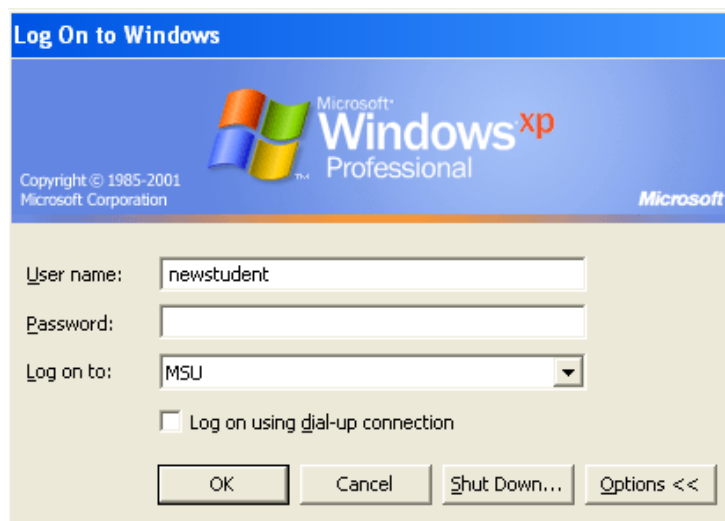 Log On to Windows
Microsoft®
Windows xp
Professional
TM
Copyright © 1985-2001
Microsoft Corporation
Microsoft
User name:
newstudent
Password:
Log on to:
MSU
Log on using dial-up connection
OK
Cancel
Shut Down...
Options <<